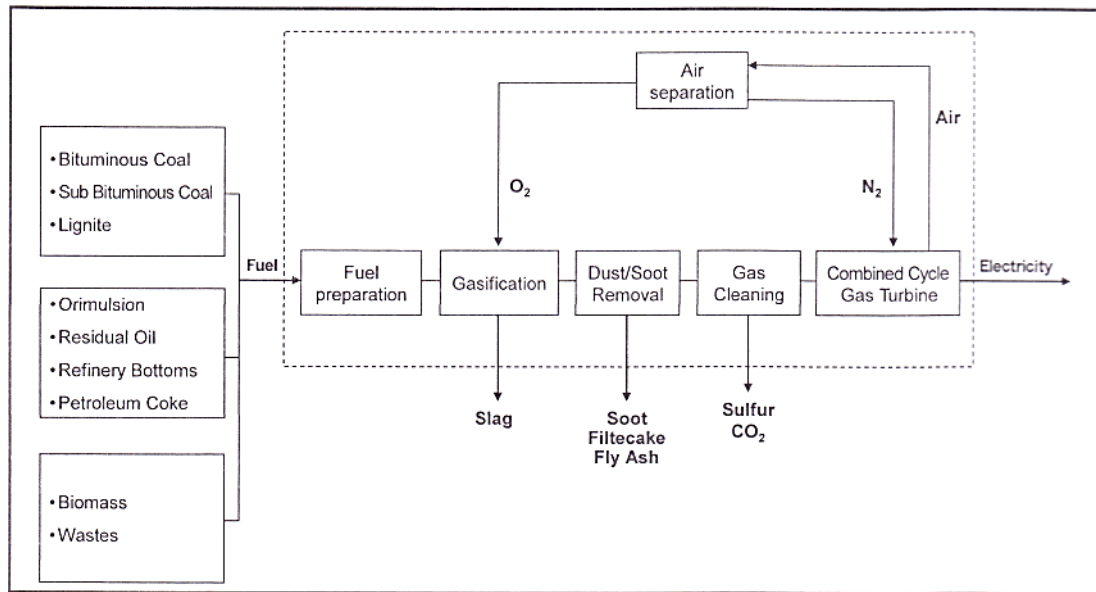 Air
separation
Air
O₂
N₂
• Bituminous Coal
• Sub Bituminous Coal
• Lignite
Fuel
Fuel
preparation
Gasification
Dust/Soot
Removal
Gas
Cleaning
Combined Cycle
Gas Turbine
Electricity
• Orimulsion
• Residual Oil
• Refinery Bottoms
• Petroleum Coke
Slag
Soot
Filtecake
Fly Ash
Sulfur
CO₂
• Biomass
• Wastes